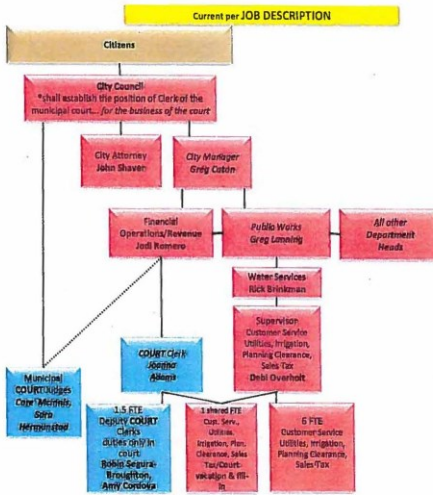 Current per JOB DESCRIPTION
Citizens
City Council
*shall establish the position of Clerk of the
municipal court... for the business of the court
City Attorney
John Shaver
City Manager
Greg Caton
Financial
Operations/Revenue
Jodi Romero
Public Works
Greg Lanning
All other
Department
Heads
Water Services
Rick Brinkman
Supervisor
Customer Service
Utilities, Irrigation,
Planning Clearance,
Sales Tax
Debi Overholt
COURT Clerk
Joanna
Adams
Municipal
COURT Judges
Care' McInnis,
Sara
1.5 FTE
Deputy COURT
Clerks
duties only in
court
Robin Segura-
Broughton,
Amy Cordova
1 shared FTE
Cust. Serv.,
Utilities,
Irrigation, Plan.
Clearance, Sales
Tax/Court-
vacation & fill-
in
6 FTE
Customer Service
Utilities, Irrigation,
Planning Clearance,
Sales Tax